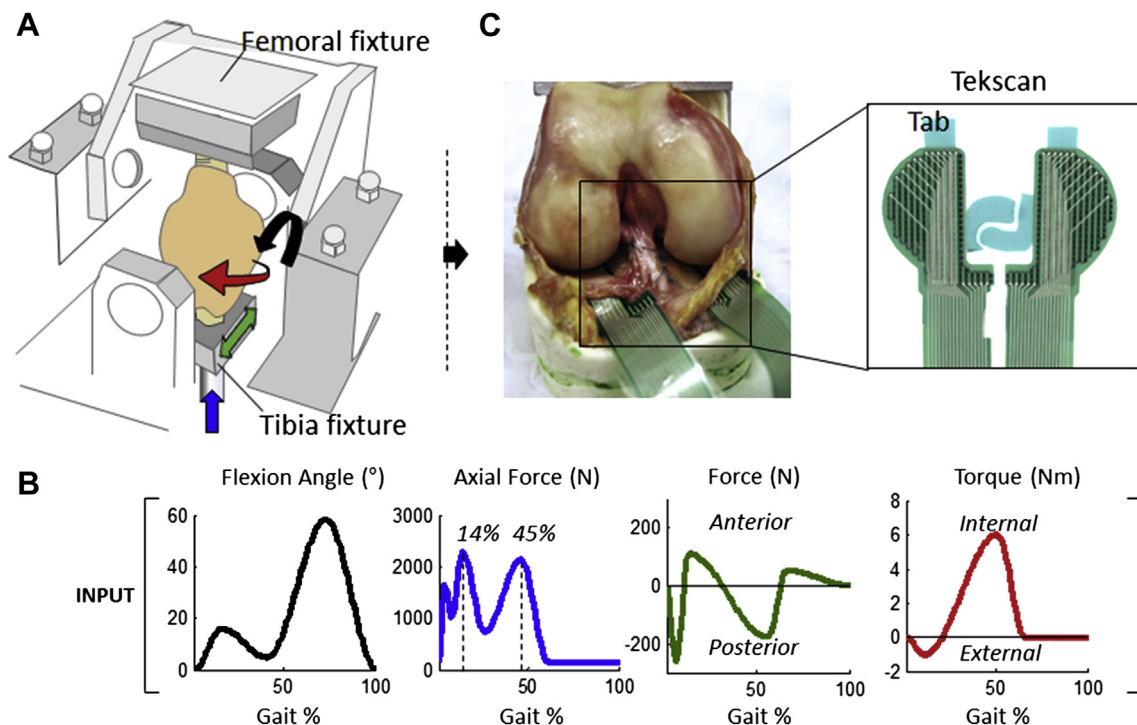 A
Femoral fixture
Tibia fixture
C
Tekscan
Tab
B
INPUT
Flexion Angle (°)
60
40
20
0
50
100
Gait %
Axial Force (N)
3000
2000
1000
0
14%
45%
50
100
Gait %
Force (N)
200
0
-200
Anterior
Posterior
50
100
Gait %
Torque (Nm)
8
6
4
2
0
-2
Internal
External
50
100
Gait %